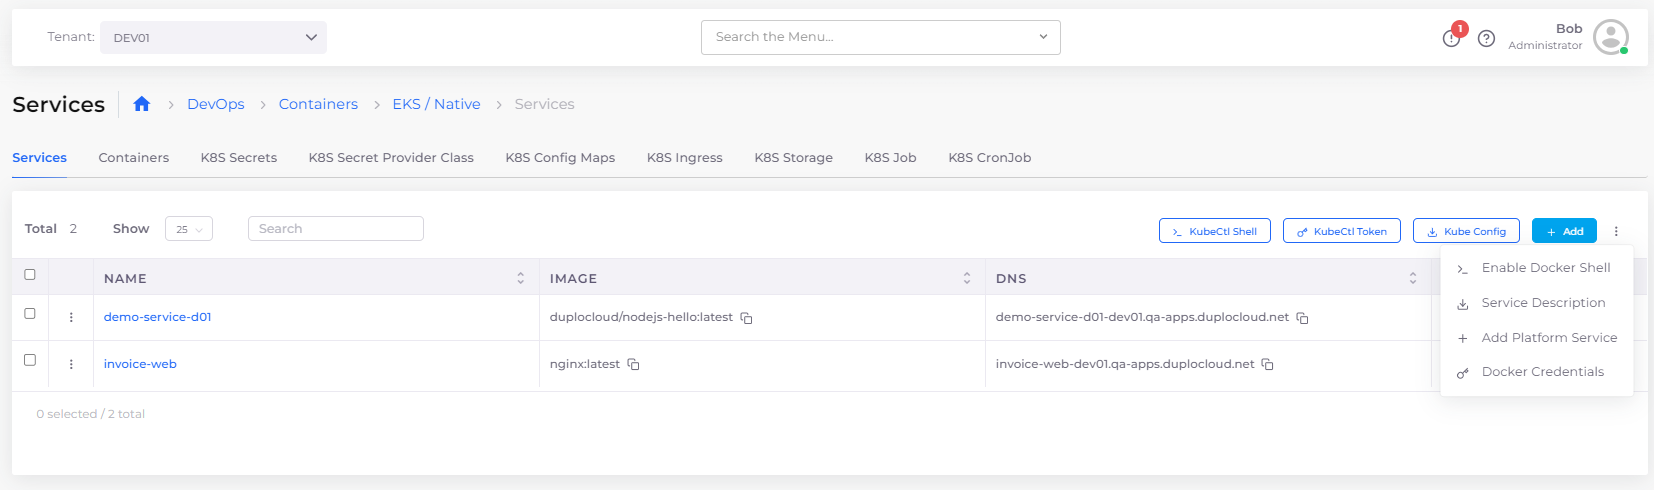 Tenant: DEV01 Search the Menu... 1 Bob
Administrator
Services DevOps Containers EKS / Native Services
Services Containers K8S Secrets K8S Secret Provider Class K8S Config Maps K8S Ingress K8S Storage K8S Job K8S CronJob
Total 2 Show 25 Search KubeCtl Shell KubeCtl Token Kube Config Add
NAME IMAGE DNS
demo-service-d01 duplocloud/nodejs-hello:latest demo-service-d01-dev01.qa-apps.duplocloud.net
invoice-web nginx:latest invoice-web-dev01.qa-apps.duplocloud.net
0 selected / 2 total
Enable Docker Shell
Service Description
Add Platform Service
Docker Credentials